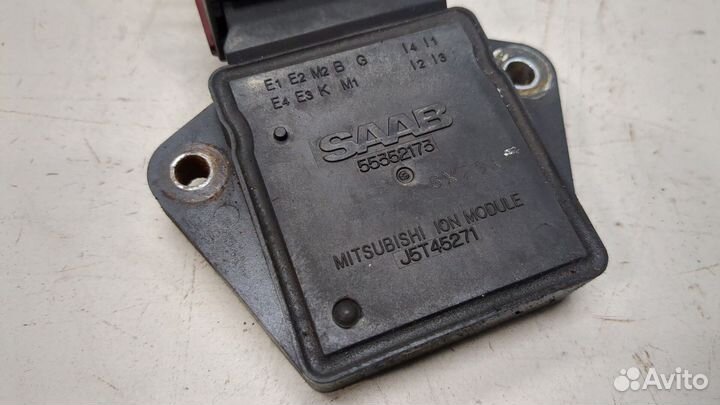 E1 E2 M2 B G I4 I1
E4 E3 K M1 I2 I3
SAAB
55352173
MITSUBISHI ION MODULE
J5T45271
Avito